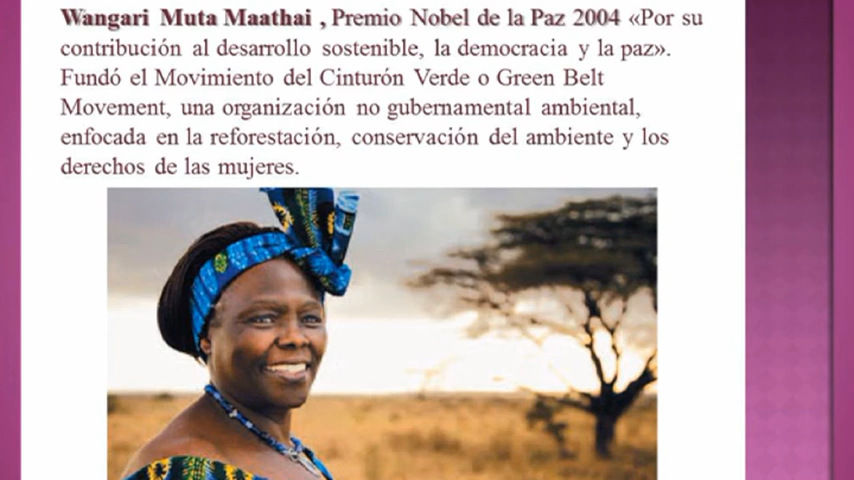 Wangari Muta Maathai , Premio Nobel de la Paz 2004 «Por su
contribución al desarrollo sostenible, la democracia y la paz».
Fundó el Movimiento del Cinturón Verde o Green Belt
Movement, una organización no gubernamental ambiental,
enfocada en la reforestación, conservación del ambiente y los
derechos de las mujeres.